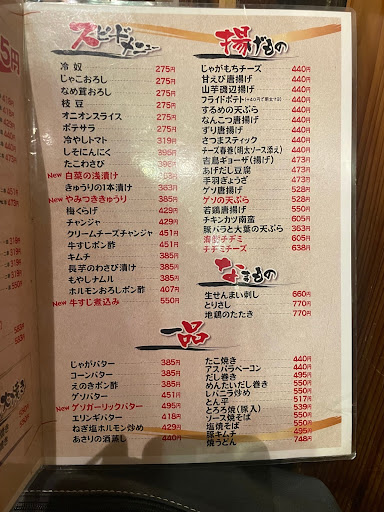 スピードメニュー
冷奴 275円
じゃこおろし 275円
なめ茸おろし 275円
枝豆 275円
オニオンスライス 275円
ポテサラ 275円
冷やしトマト 319円
しそにんにく 395円
たこわさび 363円
New 白菜の浅漬け 363円
きゅうりの1本漬け 363円
New やみつききゅうり 385円
梅くらげ 429円
チャンジャ 429円
クリームチーズチャンジャ 451円
牛すじポン酢 451円
キムチ 385円
長芋のわさび漬け 385円
もやしナムル 385円
ホルモンおろしポン酢 407円
New 牛すじ煮込み 550円
揚げもの
じゃがもちチーズ 440円
甘えび唐揚げ 440円
山芋磯辺揚げ 440円
フライドポテト 440円
するめの天ぷら 440円
なんこつ唐揚げ 440円
ずり唐揚げ 440円
さつまスティック 440円
チーズ春巻 440円
ギョーザ(揚げ) 473円
あげだし豆腐 473円
手羽ぎょうざ 473円
ゲソ唐揚げ 528円
ゲソの天ぷら 528円
若鶏唐揚げ 550円
チキンカツ南蛮 605円
豚バラと大葉の天ぷら 605円
海鮮チヂミ 363円
チヂミチーズ 638円
なまもの
生せんまい刺し 660円
とりさし 770円
地鶏のたたき 770円
一品
じゃがバター 385円
コーンバター 385円
えのきポン酢 451円
ゲソバター 451円
New ゲソガーリックバター 495円
エリンギバター 418円
ねぎ塩ホルモン炒め 429円
あさりの酒蒸し 440円
たこ焼き 440円
アスパラベーコン 440円
だし巻き 495円
めんたいだし巻き 550円
レバニラ炒め 550円
とん平 517円
とろろ焼(豚入) 539円
ソース焼そば 550円
塩焼そば 550円
豚キムチ 495円
焼うどん 748円